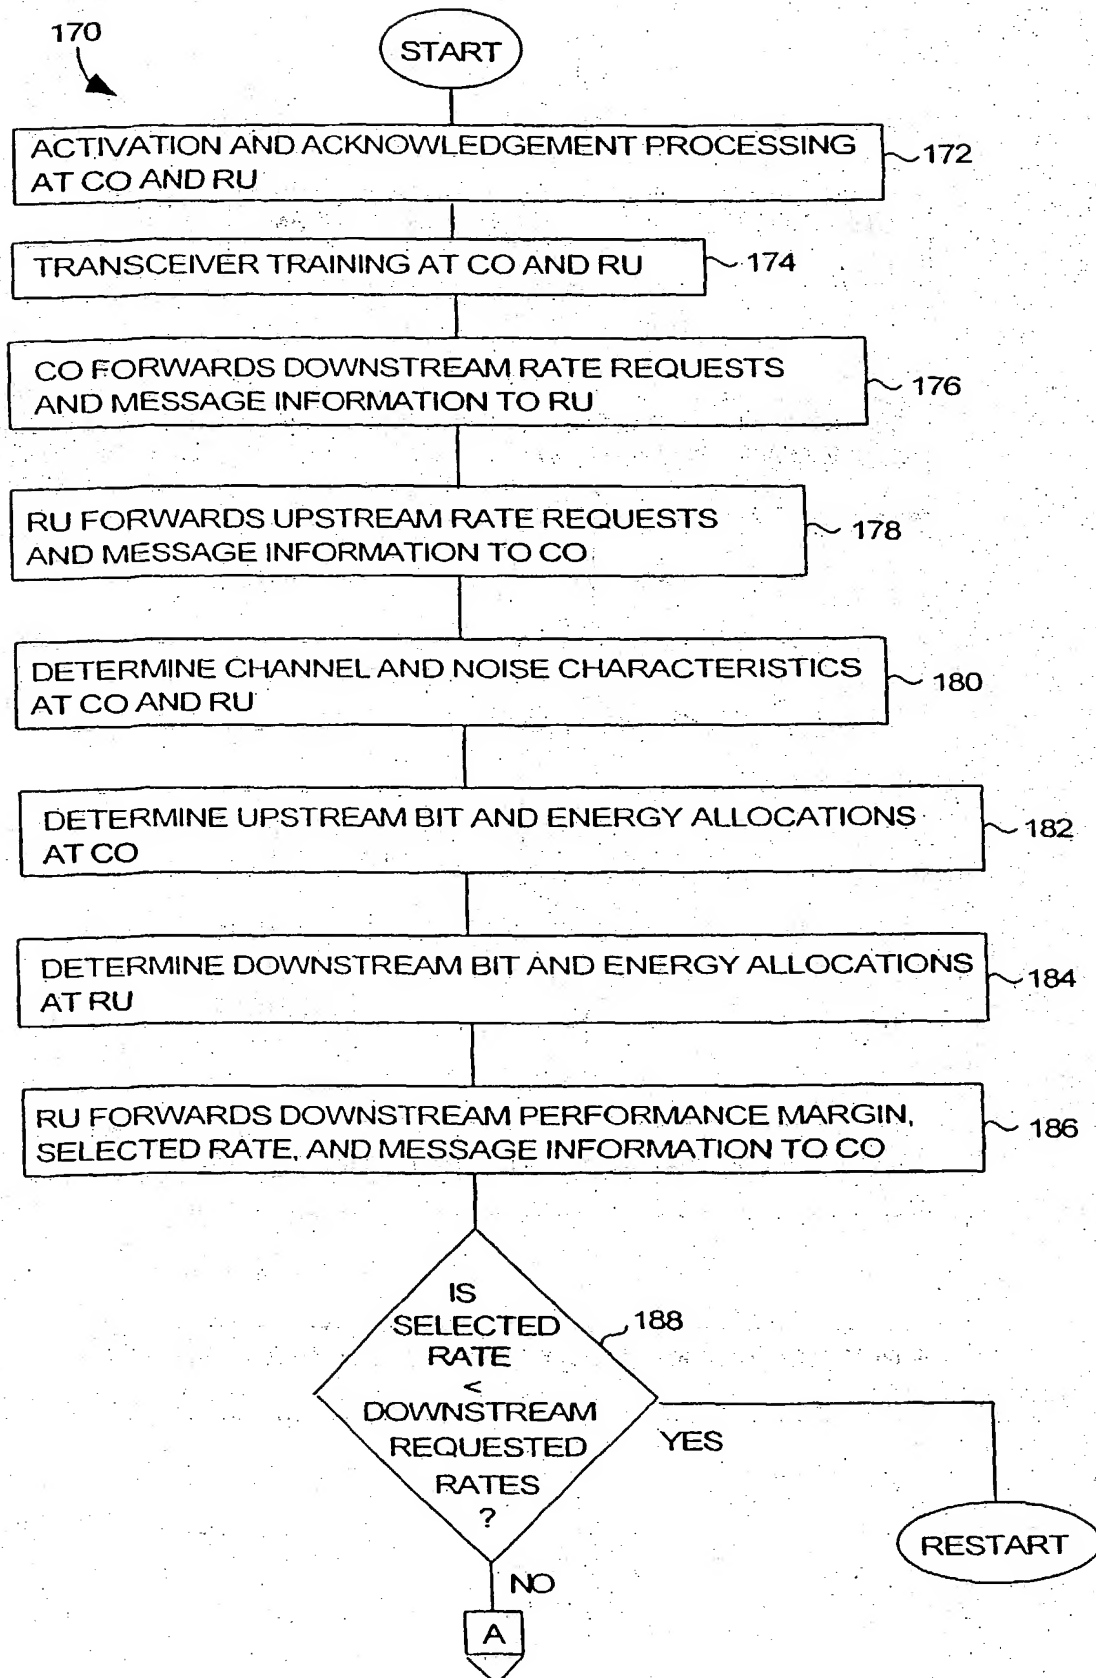 170
START
ACTIVATION AND ACKNOWLEDGEMENT PROCESSING
AT CO AND RU
172
TRANSCEIVER TRAINING AT CO AND RU
174
CO FORWARDS DOWNSTREAM RATE REQUESTS
AND MESSAGE INFORMATION TO RU
176
RU FORWARDS UPSTREAM RATE REQUESTS
AND MESSAGE INFORMATION TO CO
178
DETERMINE CHANNEL AND NOISE CHARACTERISTICS
AT CO AND RU
180
DETERMINE UPSTREAM BIT AND ENERGY ALLOCATIONS
AT CO
182
DETERMINE DOWNSTREAM BIT AND ENERGY ALLOCATIONS
AT RU
184
RU FORWARDS DOWNSTREAM PERFORMANCE MARGIN,
SELECTED RATE, AND MESSAGE INFORMATION TO CO
186
IS
SELECTED
RATE
<
DOWNSTREAM
REQUESTED
RATES
?
188
YES
RESTART
NO
A